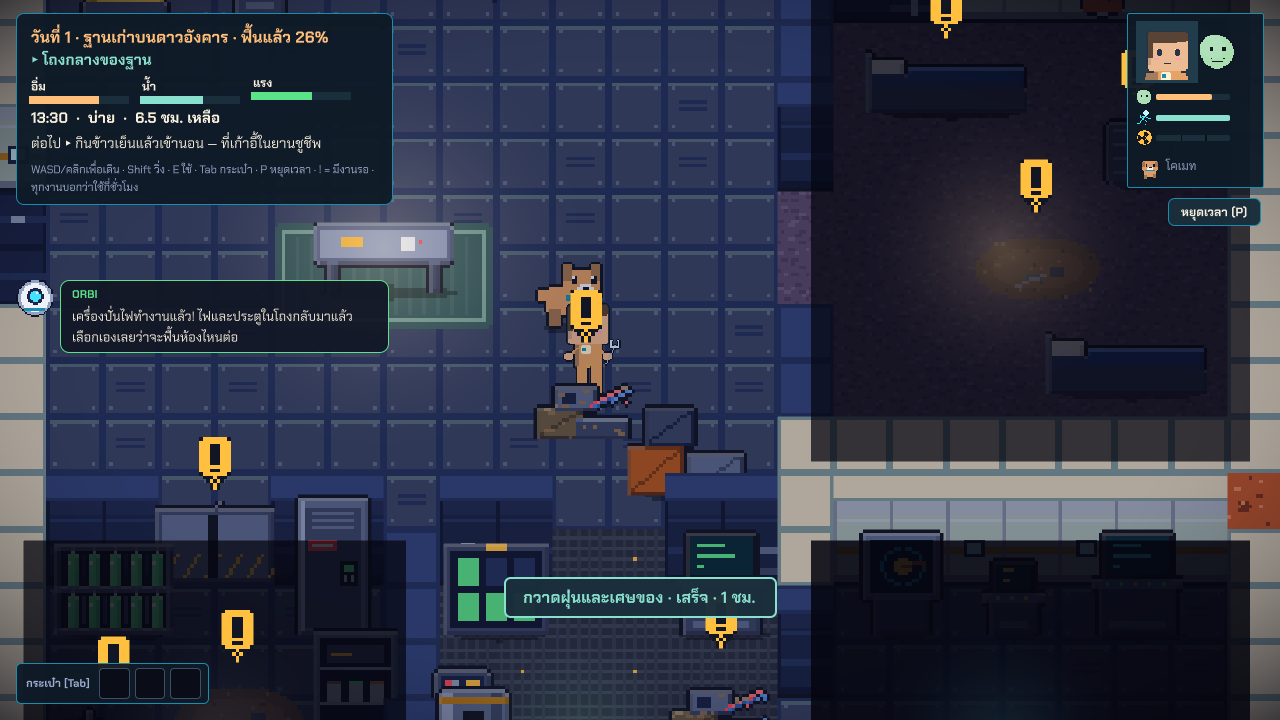 วันที่ 1 · ฐานเก่าบนดาวอังคาร · ฟื้นแล้ว 26%
▸ โถงกลางของฐาน
อิ่ม น้ำ แรง
13:30 · บ่าย · 6.5 ชม. เหลือ
ต่อไป ▸ กินข้าวเย็นแล้วเข้านอน — ที่เก้าอี้ในยานชูชีพ
WASD/คลิกเพื่อเดิน · Shift วิ่ง · E ใช้ · Tab กระเป๋า · P หยุดเวลา · ! = มีงานรอ ·
ทุกงานบอกว่าใช้กี่ชั่วโมง
โคเมท
หยุดเวลา (P)
ORBI
เครื่องปั่นไฟทำงานแล้ว! ไฟและประตูในโถงกลับมาแล้ว
เลือกเองเลยว่าจะฟื้นห้องไหนต่อ
กวาดฝุ่นและเศษของ · เสร็จ · 1 ชม.
กระเป๋า [Tab]